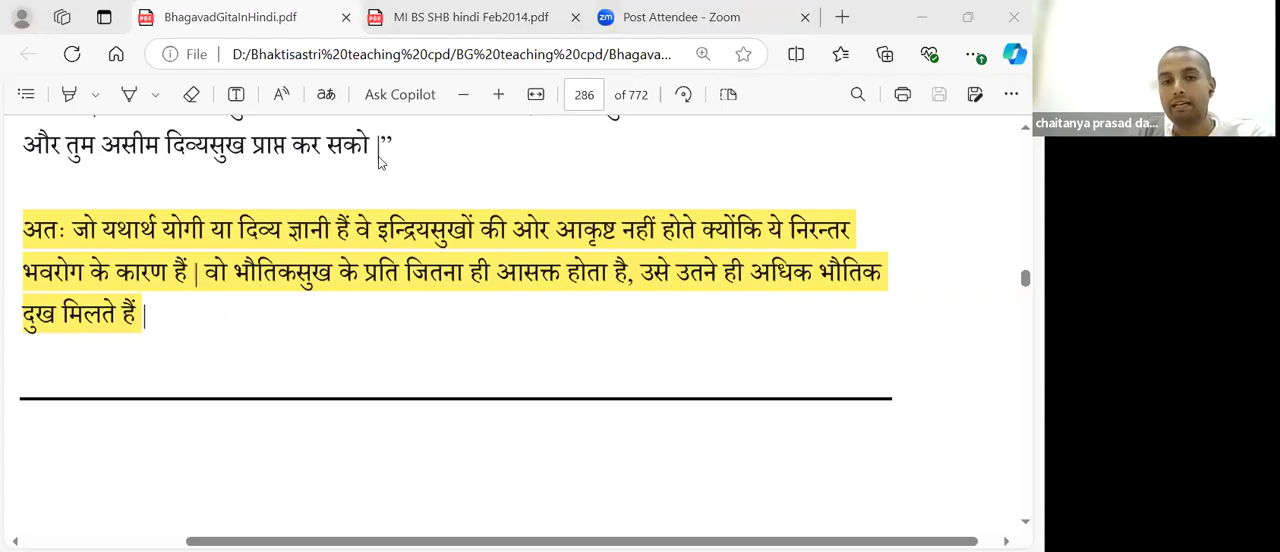 BhagavadGitaInHindi.pdf
MI BS SHB hindi Feb2014.pdf
Post Attendee - Zoom
File
D:/Bhaktisastri%20teaching%20cpd/BG%20teaching%20cpd/Bhagava...
Ask Copilot
286 of 772
और तुम असीम दिव्यसुख प्राप्त कर सको |”
अतः जो यथार्थ योगी या दिव्य ज्ञानी हैं वे इन्द्रियसुखों की ओर आकृष्ट नहीं होते क्योंकि ये निरन्तर
भवरोग के कारण हैं | वो भौतिकसुख के प्रति जितना ही आसक्त होता है, उसे उतने ही अधिक भौतिक
दुख मिलते हैं |
chaitanya prasad da...